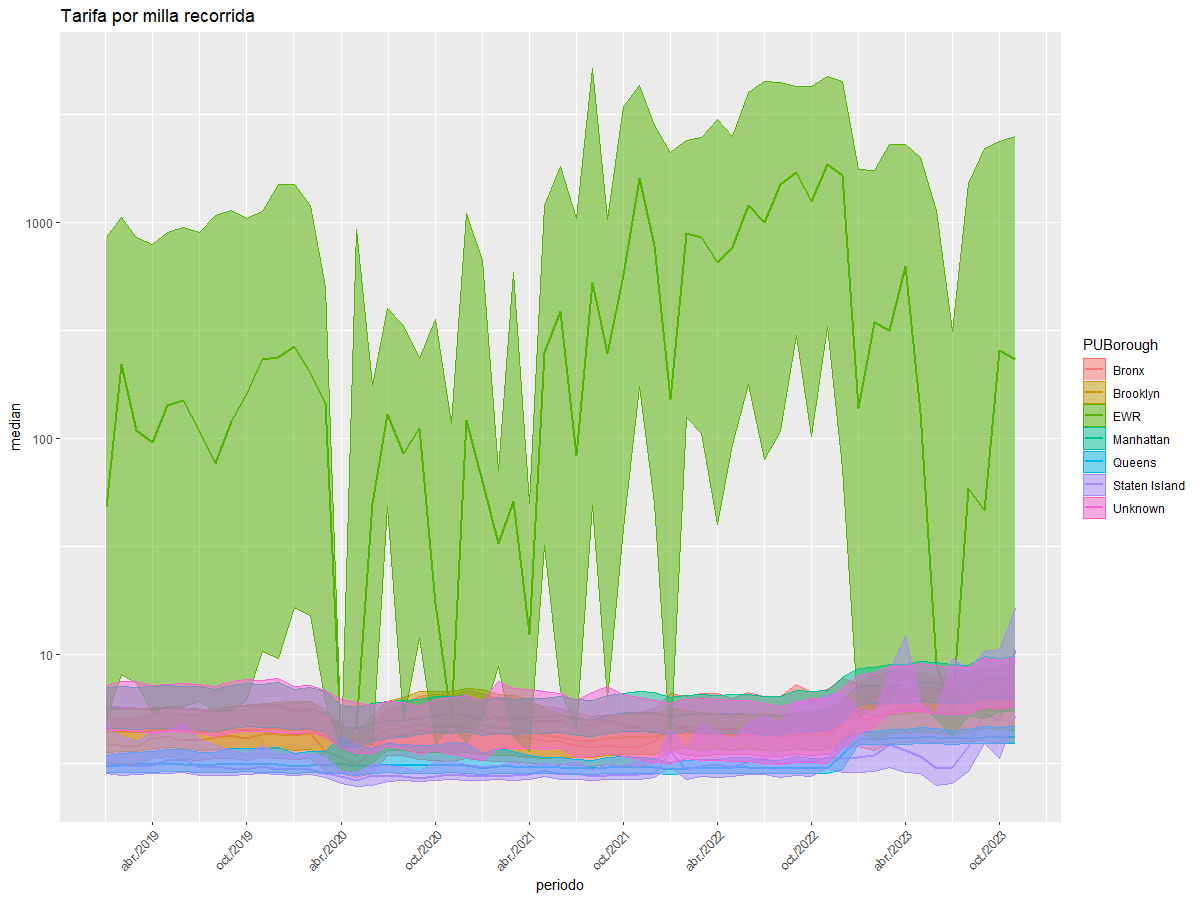 Tarifa por milla recorrida
1000
100
10
median
abr./2019
oct./2019
abr./2020
oct./2020
abr./2021
oct./2021
abr./2022
oct./2022
abr./2023
oct./2023
periodo
PUBorough
Bronx
Brooklyn
EWR
Manhattan
Queens
Staten Island
Unknown